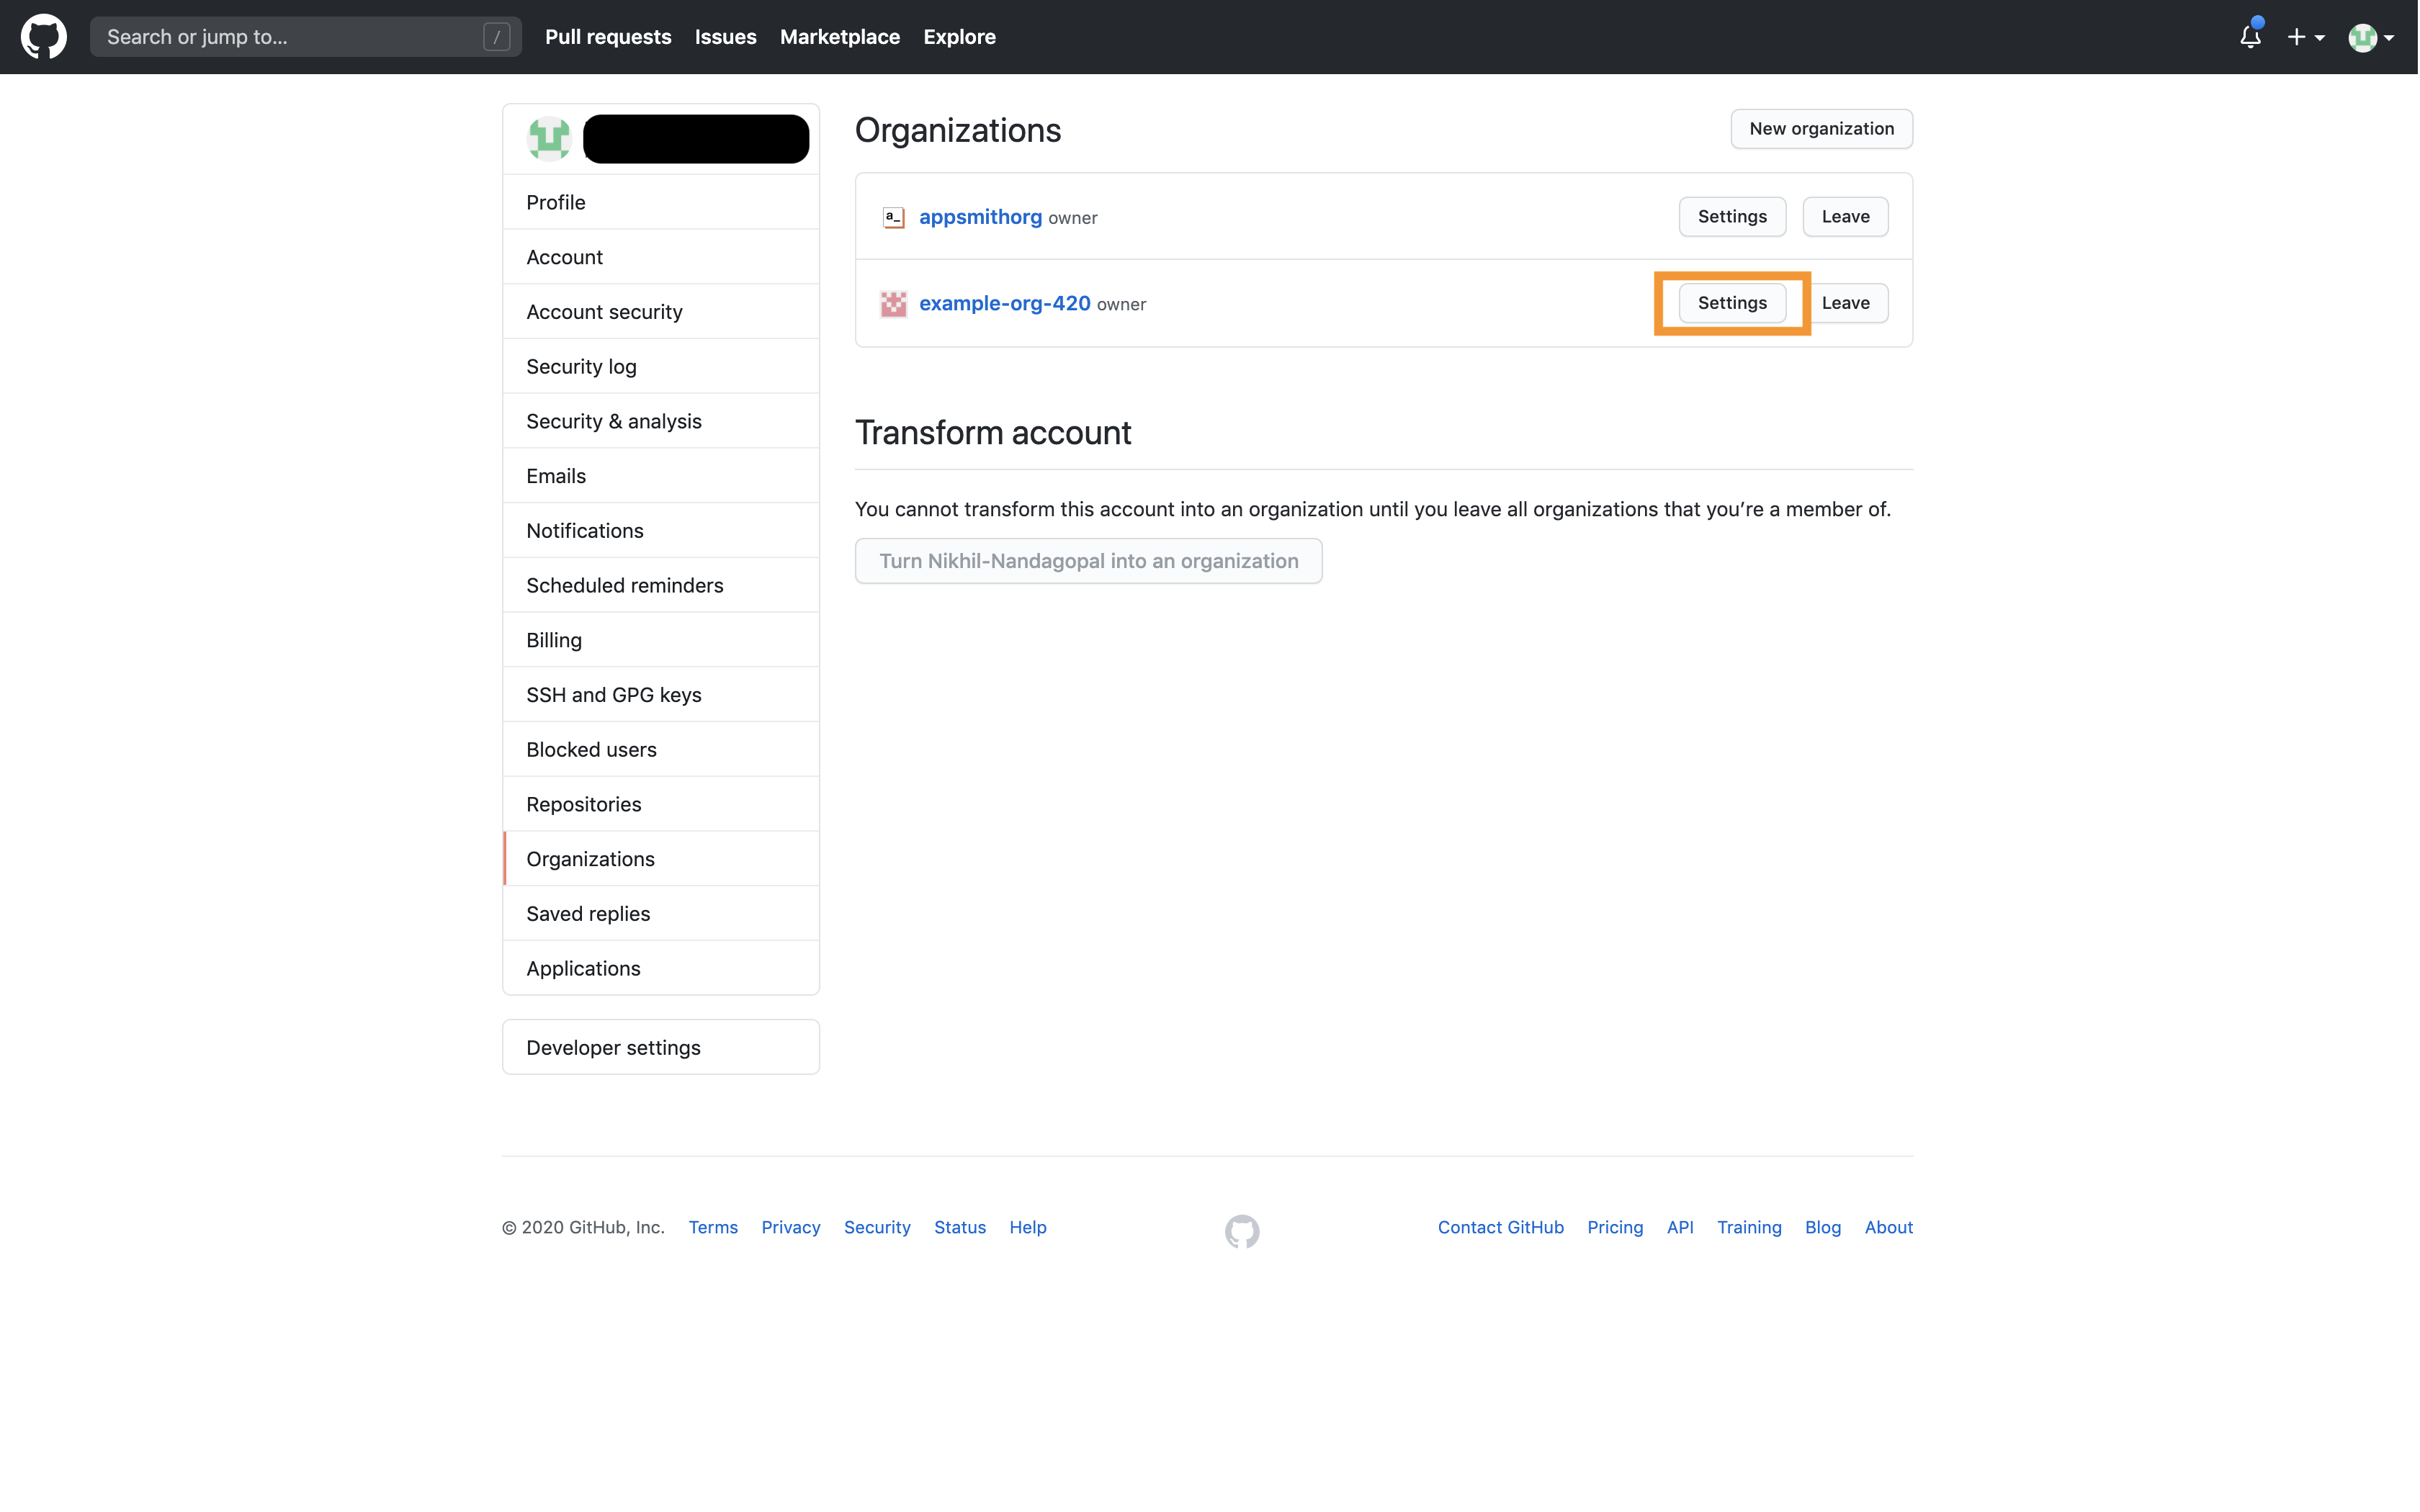 Search or jump to...
/
Pull requests
Issues
Marketplace
Explore
Profile
Account
Account security
Security log
Security & analysis
Emails
Notifications
Scheduled reminders
Billing
SSH and GPG keys
Blocked users
Repositories
Organizations
Saved replies
Applications
Developer settings
Organizations
New organization
a_
appsmithorg owner
Settings
Leave
example-org-420 owner
Settings
Leave
Transform account
You cannot transform this account into an organization until you leave all organizations that you’re a member of.
Turn Nikhil-Nandagopal into an organization
© 2020 GitHub, Inc.
Terms
Privacy
Security
Status
Help
Contact GitHub
Pricing
API
Training
Blog
About